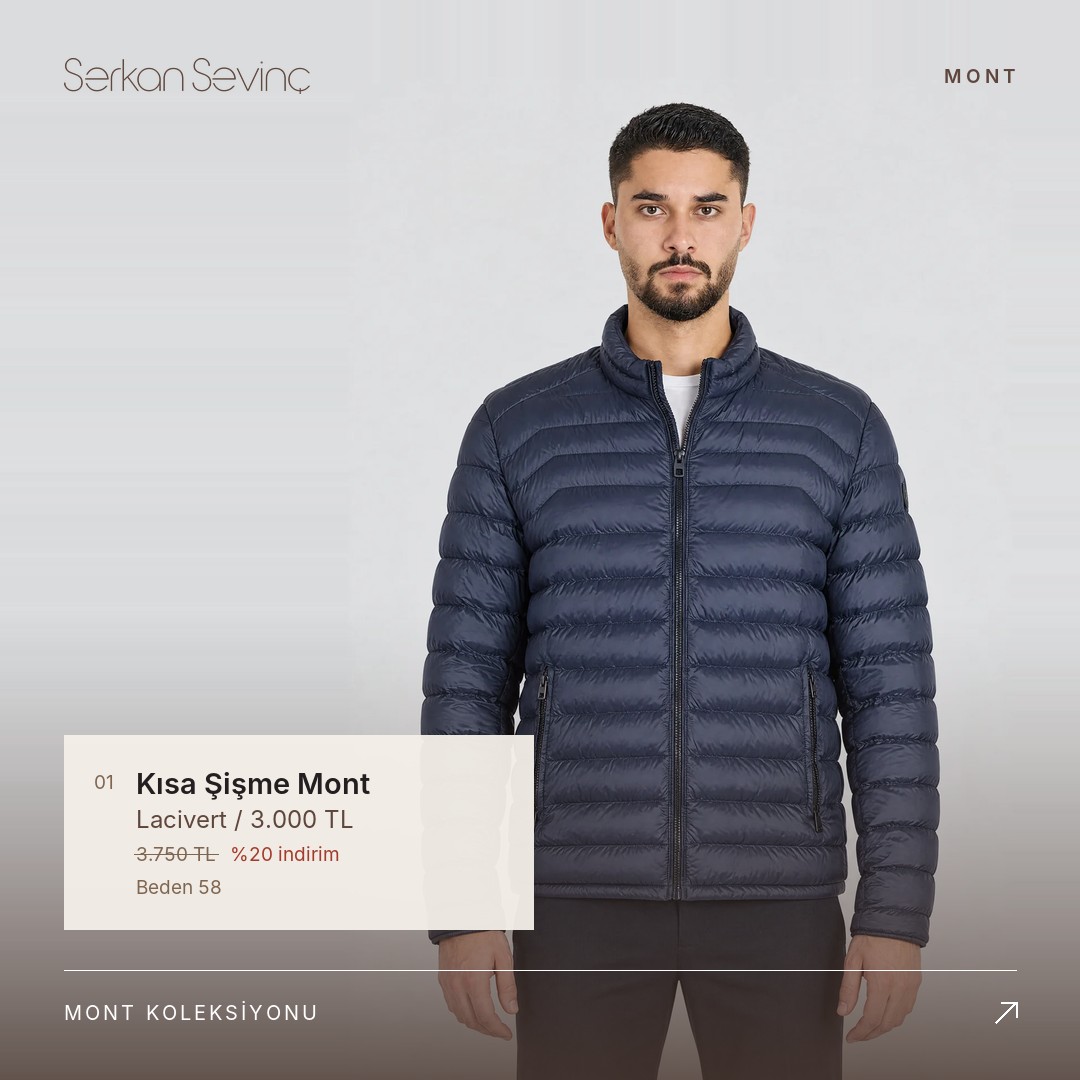 Serkan Sevinç
MONT
01 Kısa Şişme Mont
Lacivert / 3.000 TL
3.750 TL %20 indirim
Beden 58
MONT KOLEKSİYONU